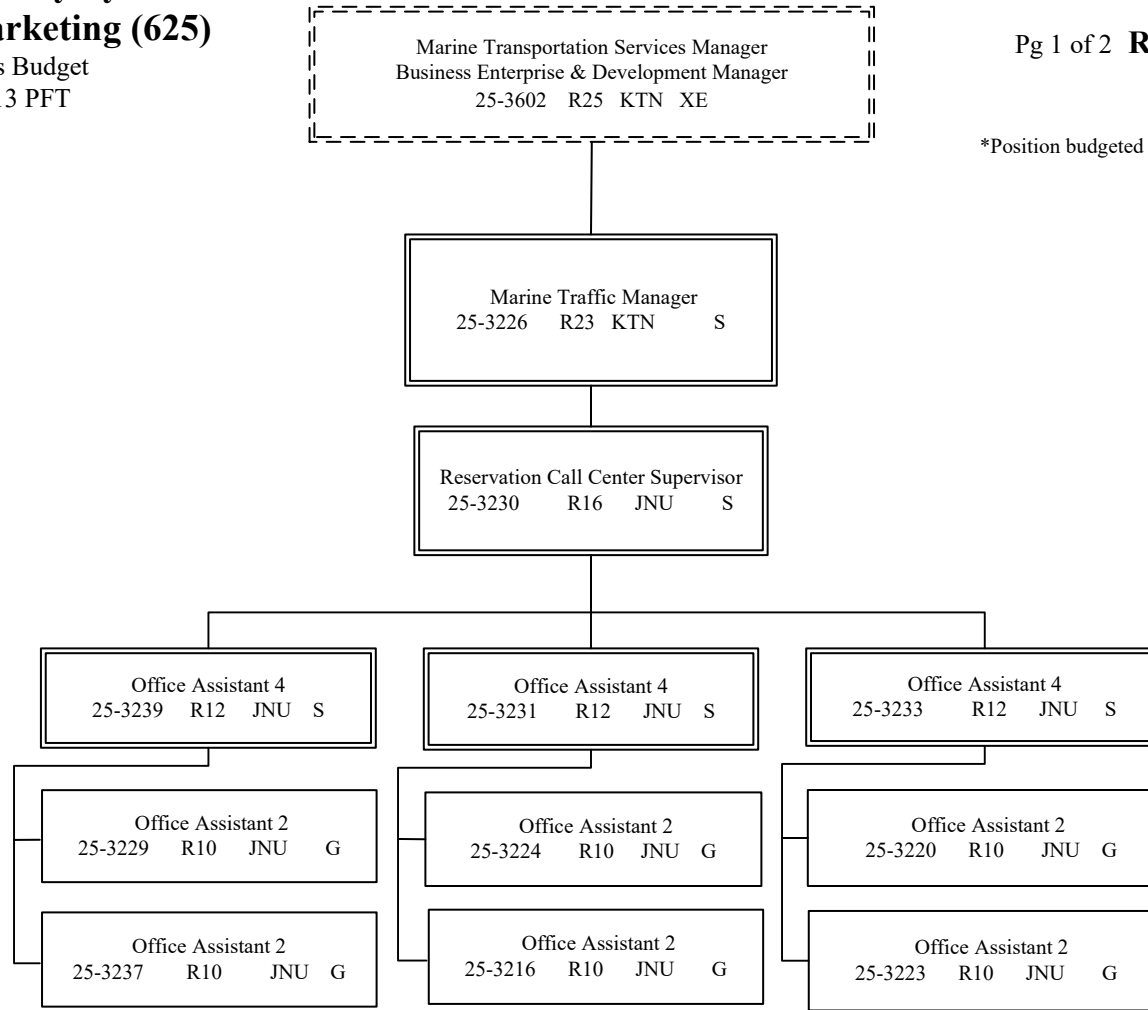 rketing (625)
s Budget
3 PFT
Pg 1 of 2 R
*Position budgeted
Marine Transportation Services Manager
Business Enterprise & Development Manager
25-3602 R25 KTN XE
Marine Traffic Manager
25-3226 R23 KTN S
Reservation Call Center Supervisor
25-3230 R16 JNU S
Office Assistant 4
25-3239 R12 JNU S
Office Assistant 4
25-3231 R12 JNU S
Office Assistant 4
25-3233 R12 JNU S
Office Assistant 2
25-3229 R10 JNU G
Office Assistant 2
25-3224 R10 JNU G
Office Assistant 2
25-3220 R10 JNU G
Office Assistant 2
25-3237 R10 JNU G
Office Assistant 2
25-3216 R10 JNU G
Office Assistant 2
25-3223 R10 JNU G